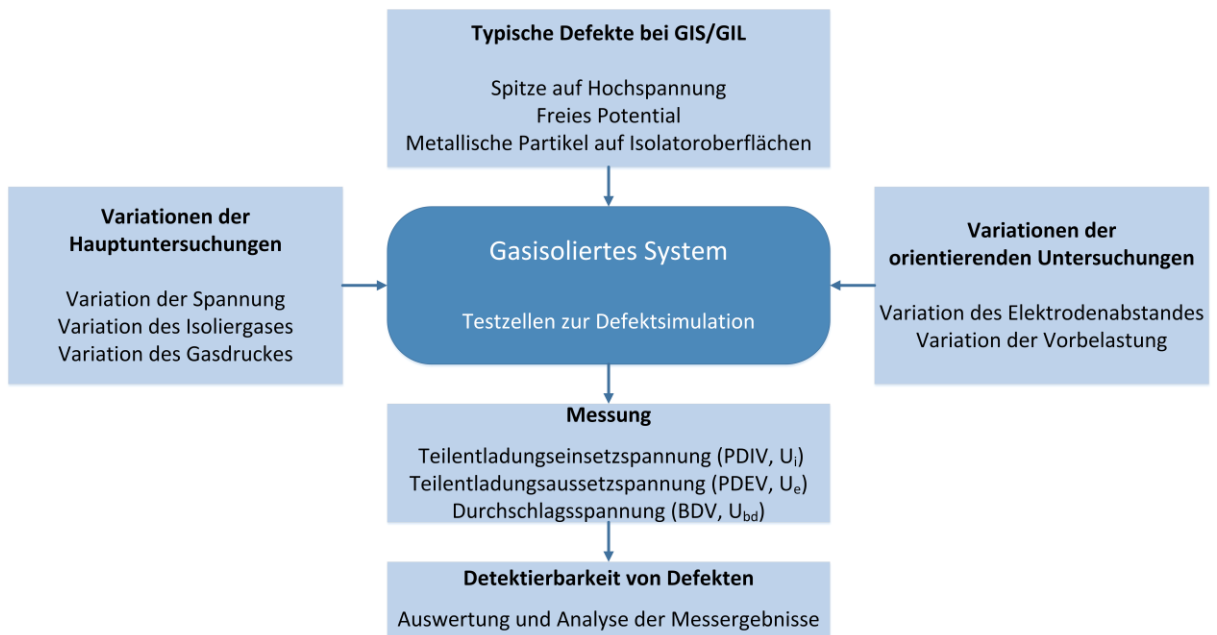 Typische Defekte bei GIS/GIL
Spitze auf Hochspannung
Freies Potential
Metallische Partikel auf Isolatoroberflächen
Variationen der
Hauptuntersuchungen
Variation der Spannung
Variation des Isoliergases
Variation des Gasdruckes
Gasisoliertes System
Testzellen zur Defektsimulation
Variationen der
orientierenden Untersuchungen
Variation des Elektrodenabstandes
Variation der Vorbelastung
Messung
Teilentladungseinsetzspannung (PDIV, Ui)
Teilentladungsaussetzspannung (PDEV, Ue)
Durchschlagsspannung (BDV, Ubd)
Detektierbarkeit von Defekten
Auswertung und Analyse der Messergebnisse